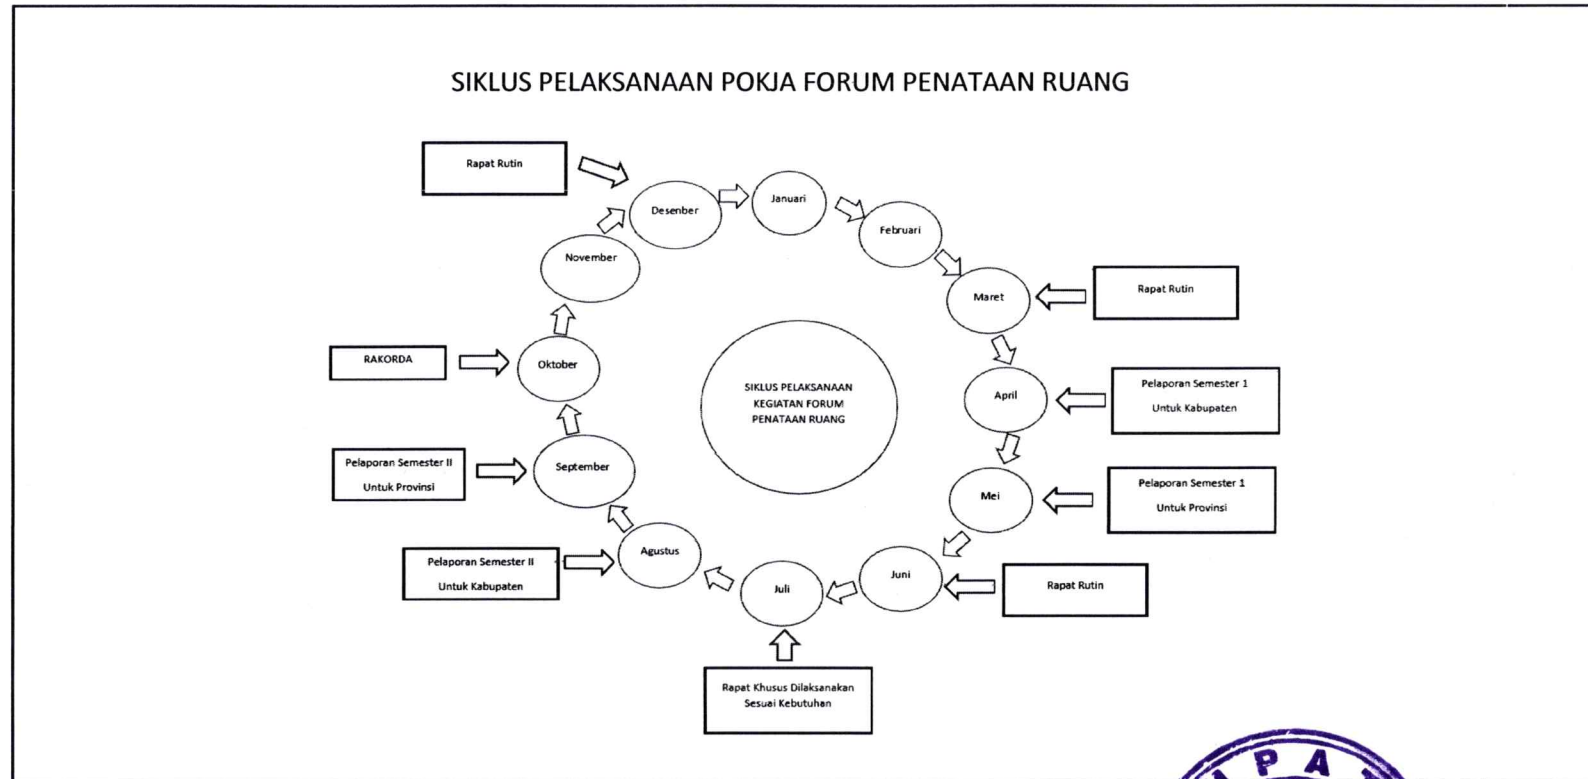 SIKLUS PELAKSANAAN POKJA FORUM PENATAAN RUANG
Rapat Rutin
Desenber
Januari
Februari
November
Maret
Rapat Rutin
RAKORDA
Oktober
SIKLUS PELAKSANAAN
KEGIATAN FORUM
PENATAAN RUANG
April
Pelaporan Semester 1
Untuk Kabupaten
Pelaporan Semester II
Untuk Provinsi
September
Mei
Pelaporan Semester 1
Untuk Provinsi
Pelaporan Semester II
Untuk Kabupaten
Agustus
Juli
Juni
Rapat Rutin
Rapat Khusus Dilaksanakan
Sesuai Kebutuhan